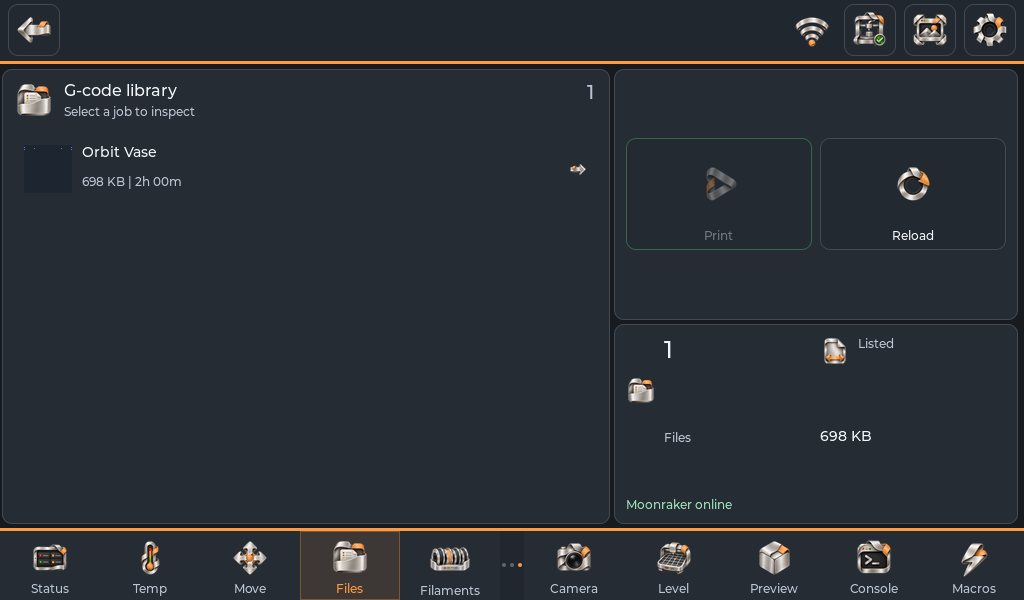 G-code library
1
Select a job to inspect
Orbit Vase
698 KB | 2h 00m
Print
Reload
1
Listed
Files
698 KB
Moonraker online
Status
Temp
Move
Files
Filaments
Camera
Level
Preview
Console
Macros